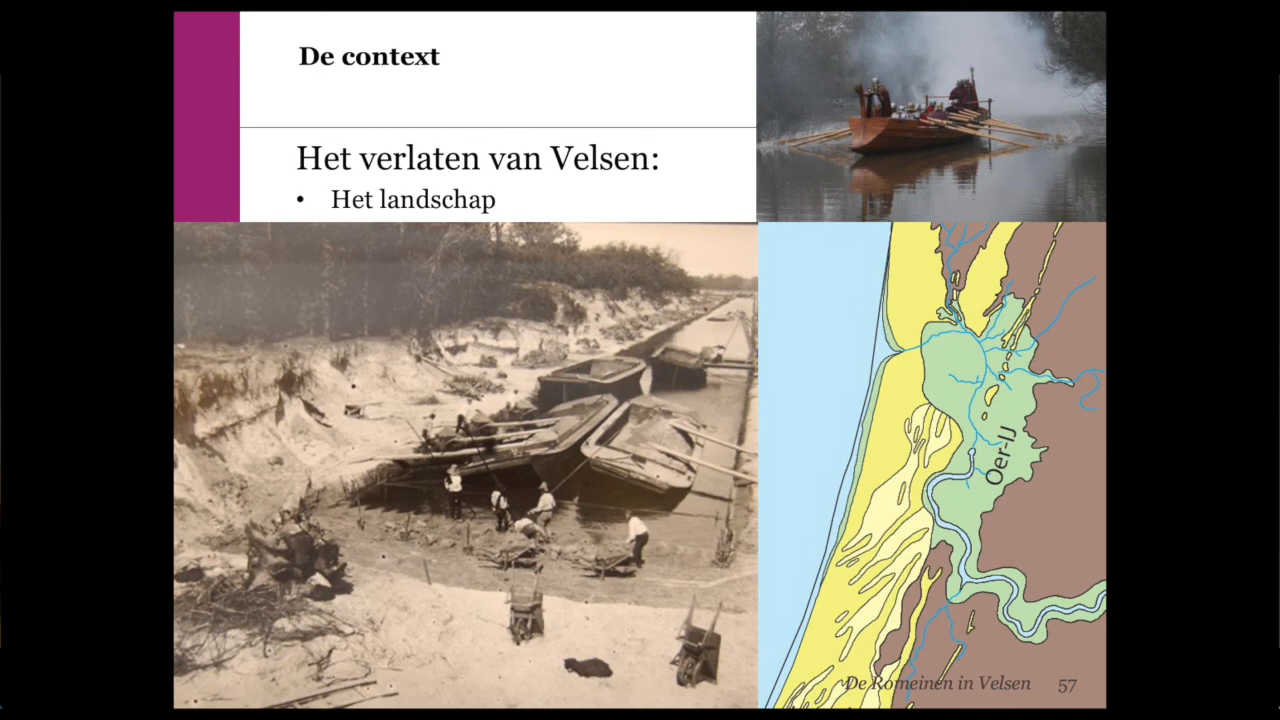 De context
Het verlaten van Velsen:
• Het landschap
Oer-IJ
De Romeinen in Velsen 57